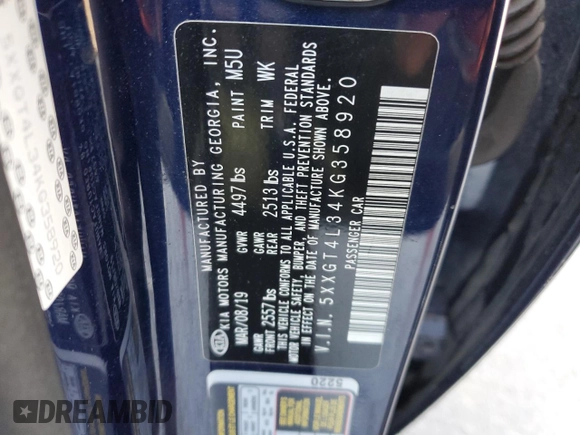 MANUFACTURED BY
KIA KIA MOTORS MANUFACTURING GEORGIA, INC.
MAR/08/19 GVWR 4497 lbs PAINT M5U
GAWR FRONT 2557 lbs GAWR REAR 2513 lbs TRIM WK
THIS VEHICLE CONFORMS TO ALL APPLICABLE U.S.A. FEDERAL
MOTOR VEHICLE SAFETY, BUMPER, AND THEFT PREVENTION STANDARDS
IN EFFECT ON THE DATE OF MANUFACTURE SHOWN ABOVE.
V.I.N. 5XXGT4L34KG358920
PASSENGER CAR
5220
DREAMBID